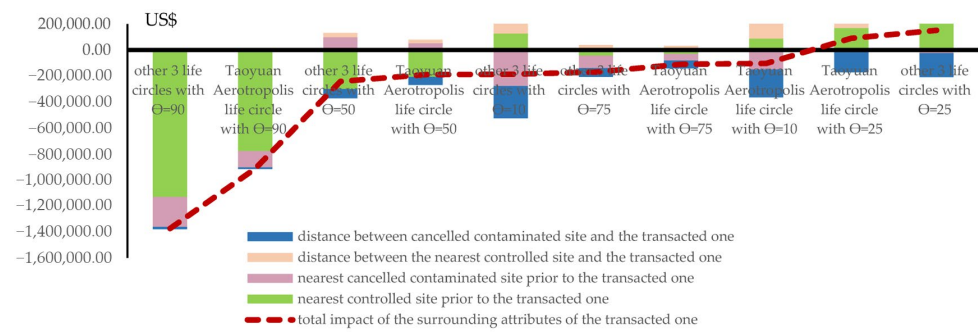 US$
200,000.00
0.00
−200,000.00
−400,000.00
−600,000.00
−800,000.00
−1,000,000.00
−1,200,000.00
−1,400,000.00
−1,600,000.00
other 3 life
circles with
Ɵ=90
Taoyuan
Aerotropolis
life circle
with Ɵ=90
other 3 life
circles with
Ɵ=50
Taoyuan
Aerotropolis
life circle
with Ɵ=50
other 3 life
circles with
Ɵ=10
other 3 life
circles with
Ɵ=75
Taoyuan
Aerotropolis
life circle
with Ɵ=75
Taoyuan
Aerotropolis
life circle
with Ɵ=10
Taoyuan
Aerotropolis
life circle
with Ɵ=25
other 3 life
circles with
Ɵ=25
distance between cancelled contaminated site and the transacted one
distance between the nearest controlled site and the transacted one
nearest cancelled contaminated site prior to the transacted one
nearest controlled site prior to the transacted one
total impact of the surrounding attributes of the transacted one